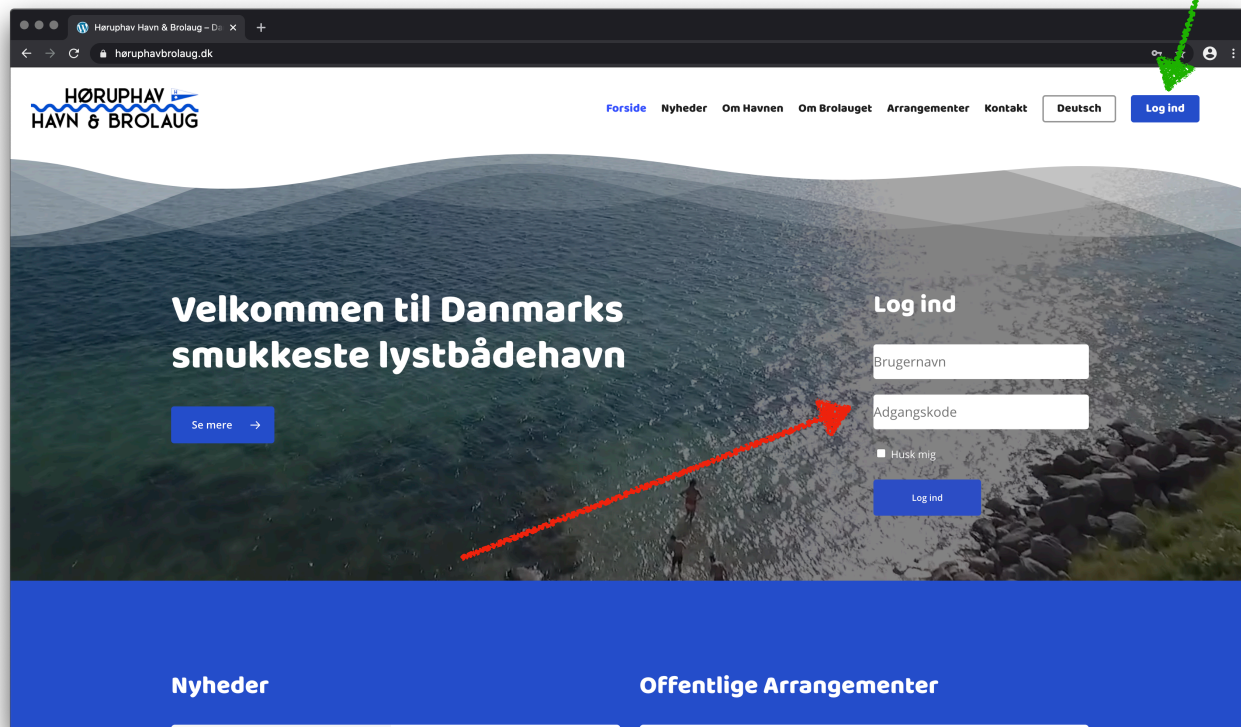 Høruphav Havn & Brolaug – Da
høruphavbrolaug.dk
HØRUPHAV
HAVN & BROLAUG
Forside Nyheder Om Havnen Om Brolauget Arrangementer Kontakt Deutsch Log ind
Velkommen til Danmarks
smukkeste lystbådehavn
Se mere →
Log ind
Brugernavn
Adgangskode
Husk mig
Log ind
Nyheder
Offentlige Arrangementer